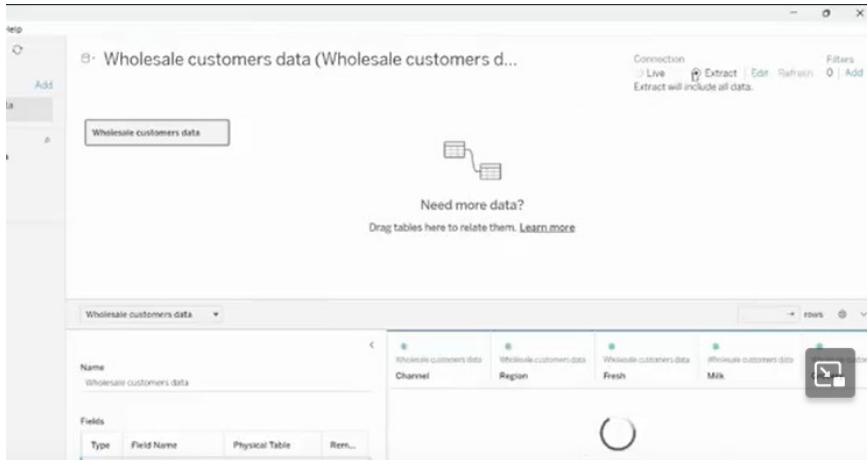 Help
Wholesale customers data (Wholesale customers d...
Connection
Live Extract Edit Refresh
Extract will include all data.
Filters
0 Add
Add
Wholesale customers data
Need more data?
Drag tables here to relate them. Learn more
Wholesale customers data
rows
Name
Wholesale customers data
Fields
Type Field Name Physical Table Rem...
Wholesale customers data
Channel
Wholesale customers data
Region
Wholesale customers data
Fresh
Wholesale customers data
Milk